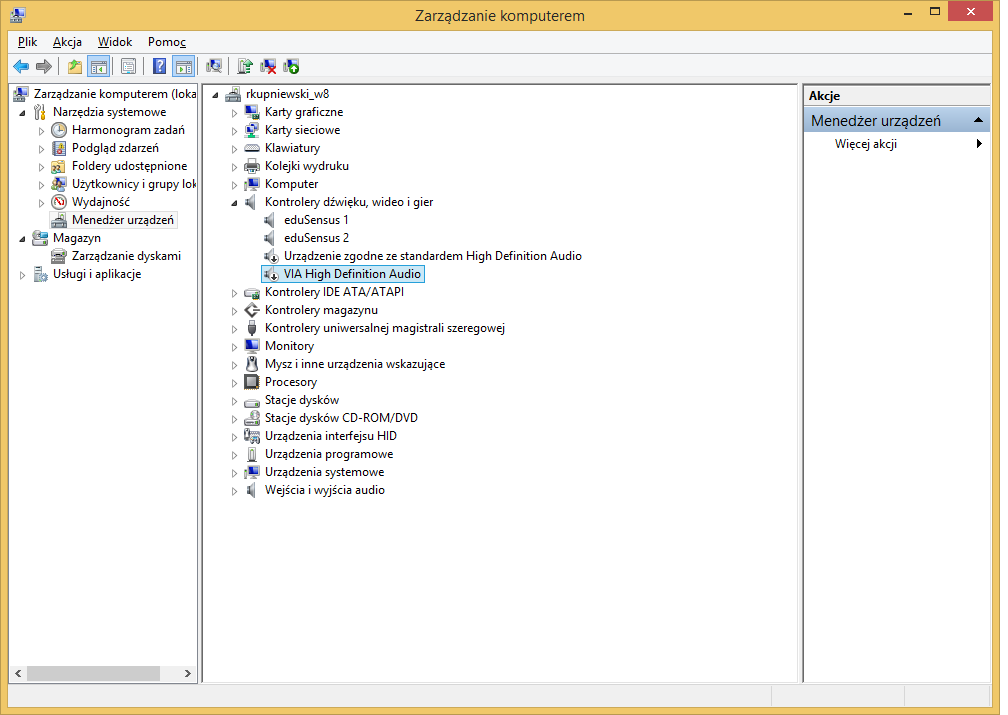 Zarządzanie komputerem
Plik Akcja Widok Pomoc
Zarządzanie komputerem (loka
Narzędzia systemowe
Harmonogram zadań
Podgląd zdarzeń
Foldery udostępnione
Użytkownicy i grupy lok
Wydajność
Menedżer urządzeń
Magazyn
Zarządzanie dyskami
Usługi i aplikacje
rkupniewski_w8
Karty graficzne
Karty sieciowe
Klawiatury
Kolejki wydruku
Komputer
Kontrolery dźwięku, wideo i gier
eduSensus 1
eduSensus 2
Urządzenie zgodne ze standardem High Definition Audio
VIA High Definition Audio
Kontrolery IDE ATA/ATAPI
Kontrolery magazynu
Kontrolery uniwersalnej magistrali szeregowej
Monitory
Mysz i inne urządzenia wskazujące
Procesory
Stacje dysków
Stacje dysków CD-ROM/DVD
Urządzenia interfejsu HID
Urządzenia programowe
Urządzenia systemowe
Wejścia i wyjścia audio
Akcje
Menedżer urządzeń
Więcej akcji